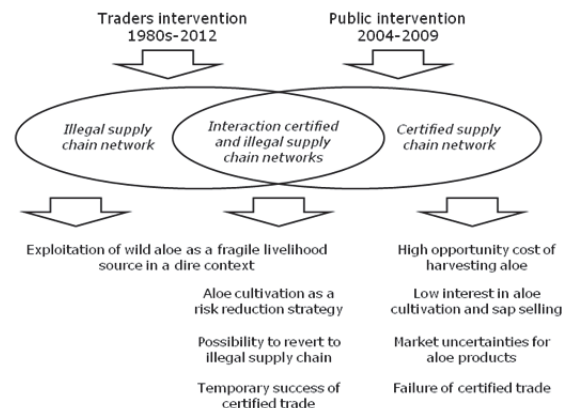 Traders intervention
1980s-2012
Public intervention
2004-2009
Illegal supply
chain network
Interaction certified
and illegal supply
chain networks
Certified supply
chain network
Exploitation of wild aloe as a fragile livelihood
source in a dire context
Aloe cultivation as a
risk reduction strategy
Possibility to revert to
illegal supply chain
Temporary success of
certified trade
High opportunity cost of
harvesting aloe
Low interest in aloe
cultivation and sap selling
Market uncertainties for
aloe products
Failure of certified trade